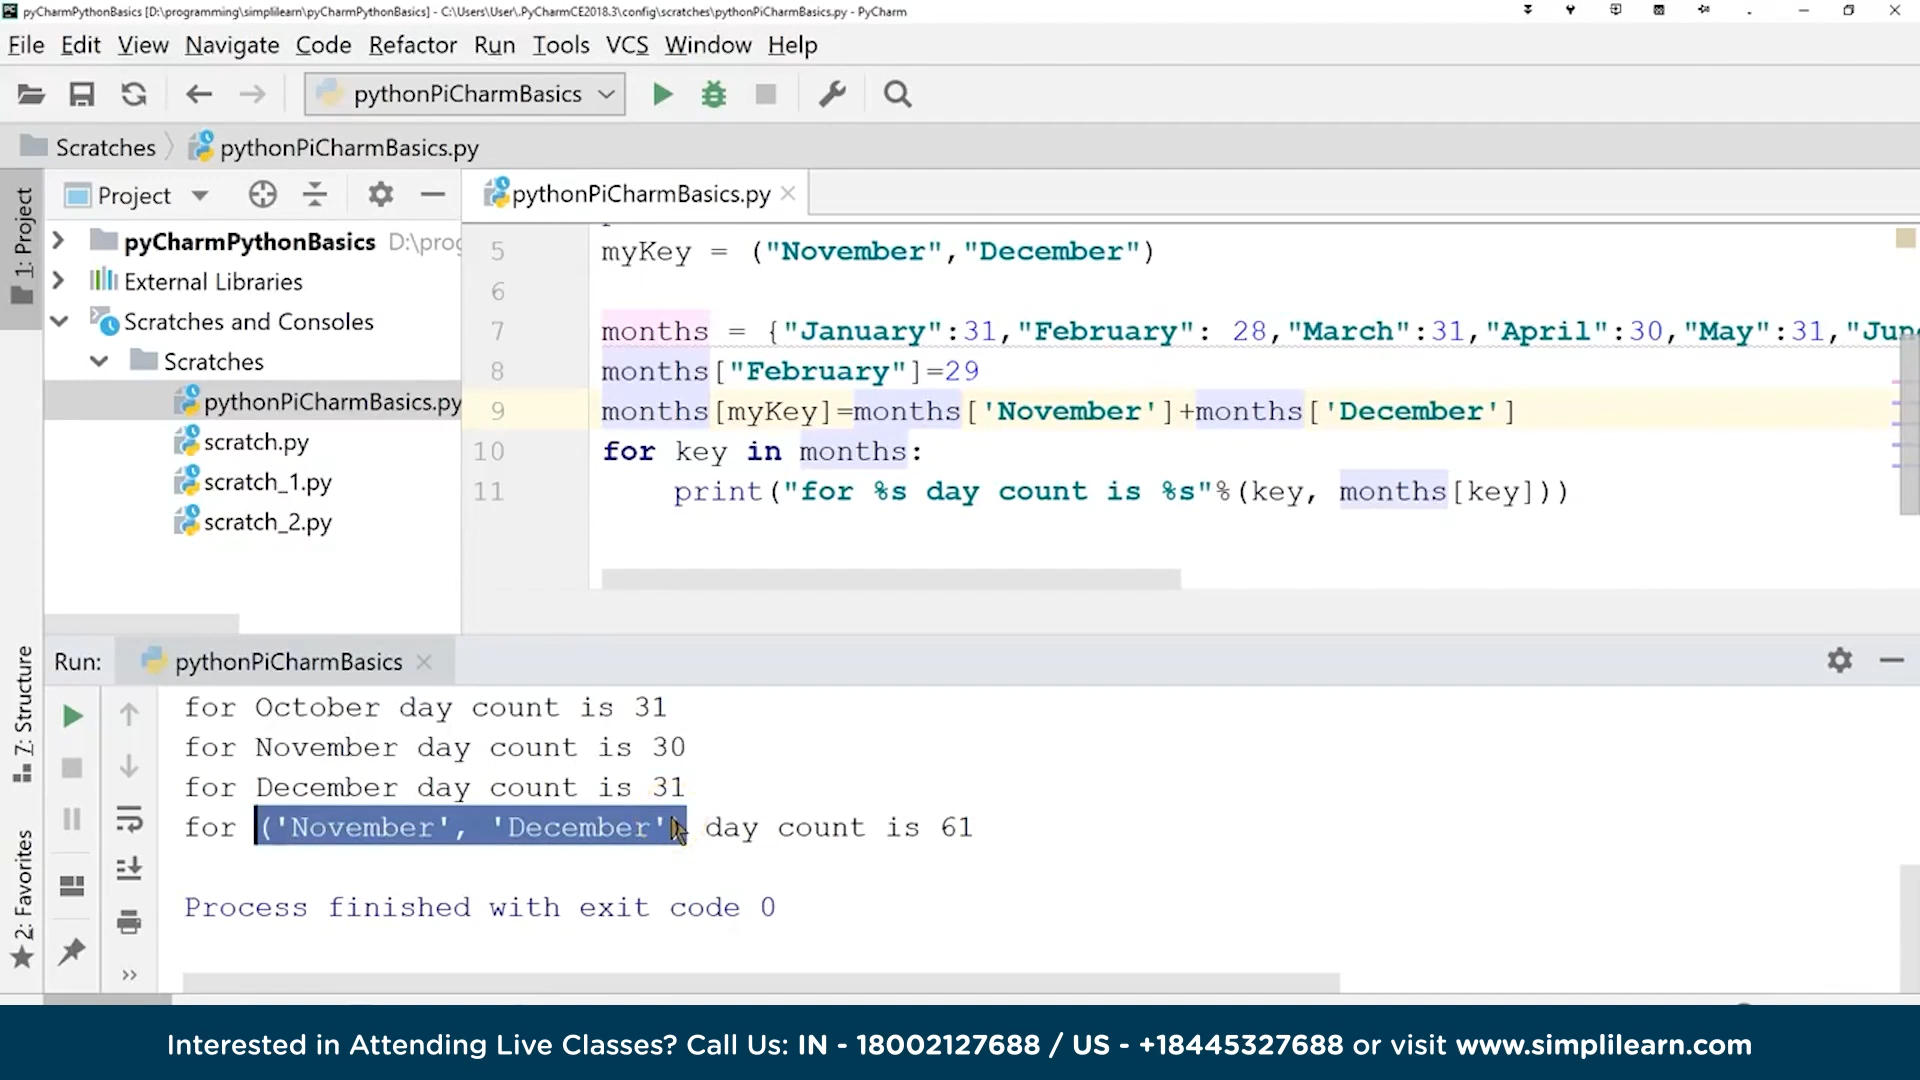 pyCharmPythonBasics [D:\programming\simplilearn\pyCharmPythonBasics] - C:\Users\User\.PyCharmCE2018.3\config\scratches\pythonPiCharmBasics.py - PyCharm
File Edit View Navigate Code Refactor Run Tools VCS Window Help
pythonPiCharmBasics
Scratches pythonPiCharmBasics.py
1: Project
Project
pyCharmPythonBasics D:\prog
External Libraries
Scratches and Consoles
Scratches
pythonPiCharmBasics.py
scratch.py
scratch_1.py
scratch_2.py
pythonPiCharmBasics.py
5 myKey = ("November","December")
6
7 months = {"January":31,"February": 28,"March":31,"April":30,"May":31,"June
8 months["February"]=29
9 months[myKey]=months['November']+months['December']
10 for key in months:
11 print("for %s day count is %s"%(key, months[key]))
Run: pythonPiCharmBasics
7: Structure
2: Favorites
for October day count is 31
for November day count is 30
for December day count is 31
for ('November', 'December') day count is 61
Process finished with exit code 0
Interested in Attending Live Classes? Call Us: IN - 18002127688 / US - +18445327688 or visit www.simplilearn.com